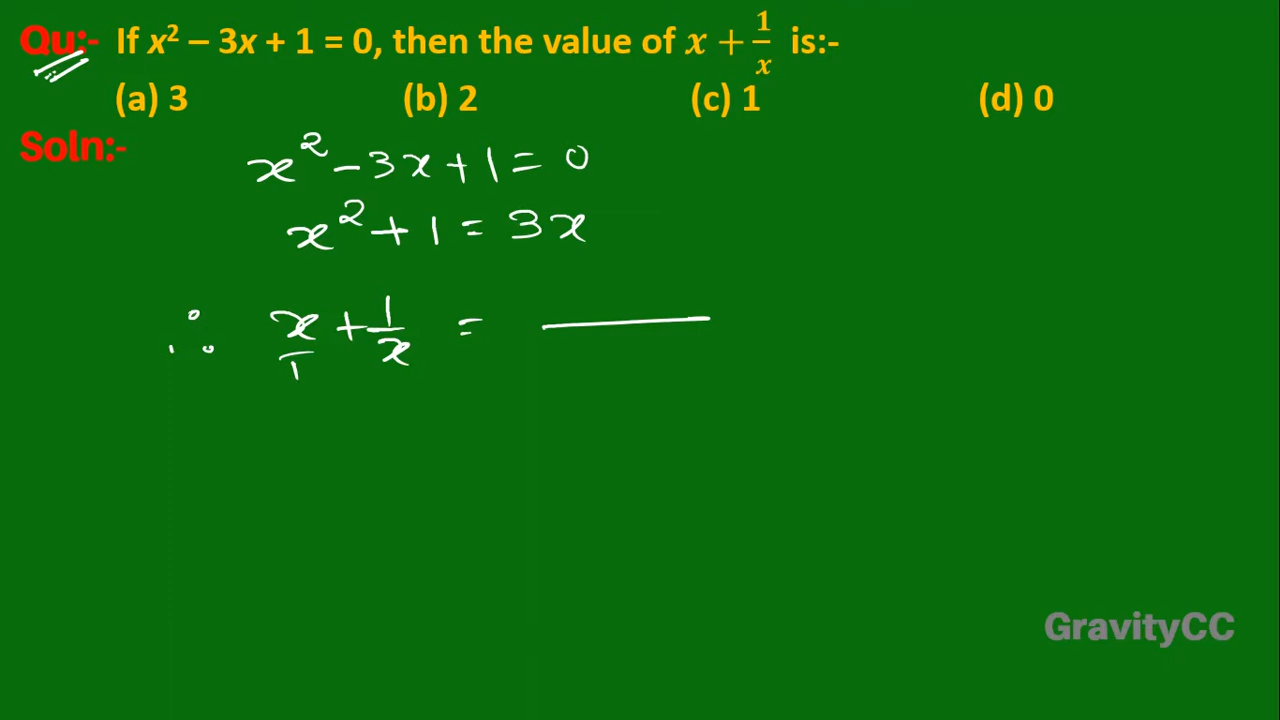 Qu:- If x² – 3x + 1 = 0, then the value of x + 1/x is:-
(a) 3 (b) 2 (c) 1 (d) 0
Soln:-
x² - 3x + 1 = 0
x² + 1 = 3x
∴ x/1 + 1/x =
GravityCC